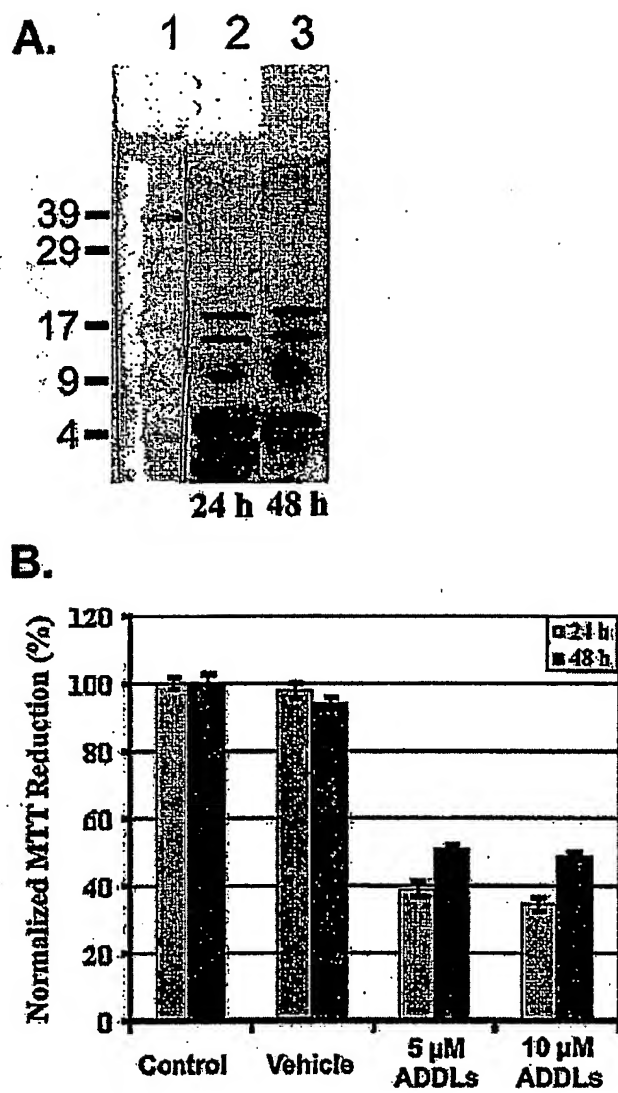 A. 1 2 3
39
29
17
9
4
24 h 48 h
B.
Normalized MTT Reduction (%)
120
100
80
60
40
20
0
24 h
48 h
Control
Vehicle
5 µM ADDLs
10 µM ADDLs